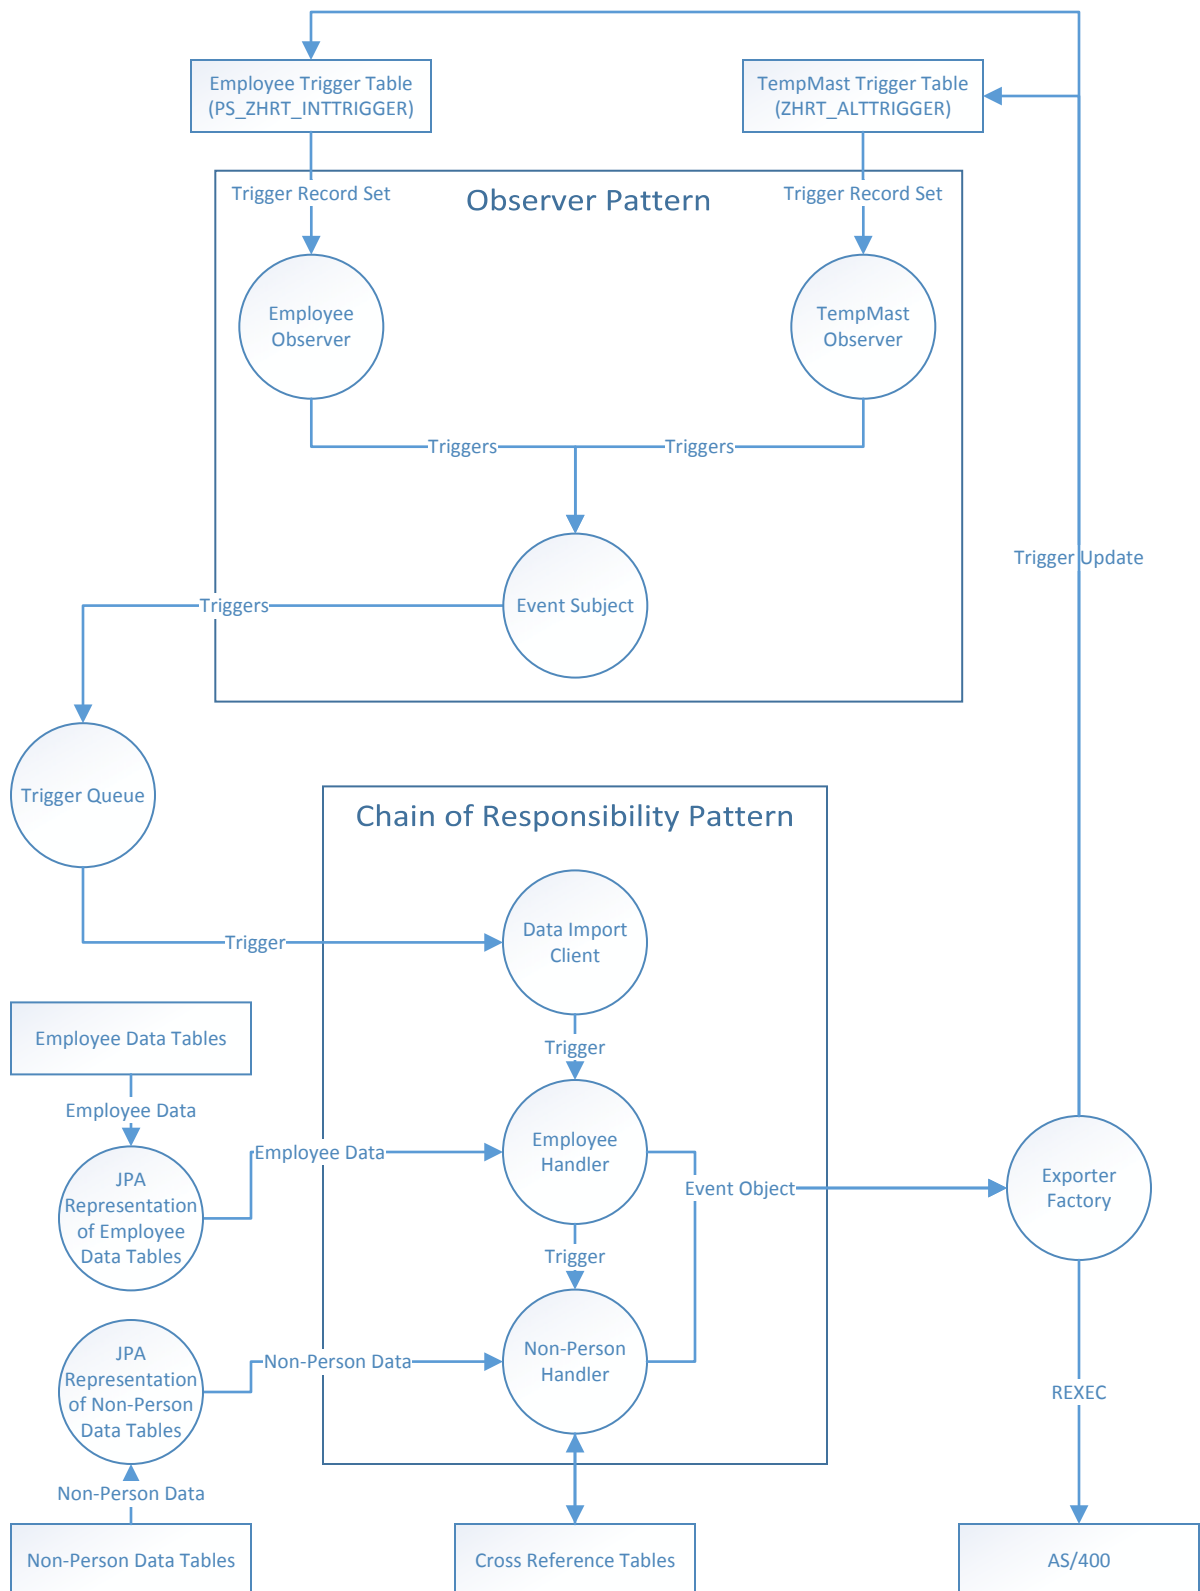 Employee Trigger Table
(PS_ZHRT_INTTRIGGER)
TempMast Trigger Table
(ZHRT_ALTTRIGGER)
Trigger Record Set
Observer Pattern
Trigger Record Set
Employee
Observer
TempMast
Observer
Triggers
Triggers
Trigger Update
Event Subject
Triggers
Trigger Queue
Chain of Responsibility Pattern
Data Import
Client
Trigger
Employee Data Tables
Trigger
Employee Data
Employee
Handler
Employee Data
JPA
Representation
of Employee
Data Tables
Event Object
Exporter
Factory
Trigger
JPA
Representation
of Non-Person
Data Tables
Non-Person Data
Non-Person
Handler
REXEC
Non-Person Data
Non-Person Data Tables
Cross Reference Tables
AS/400